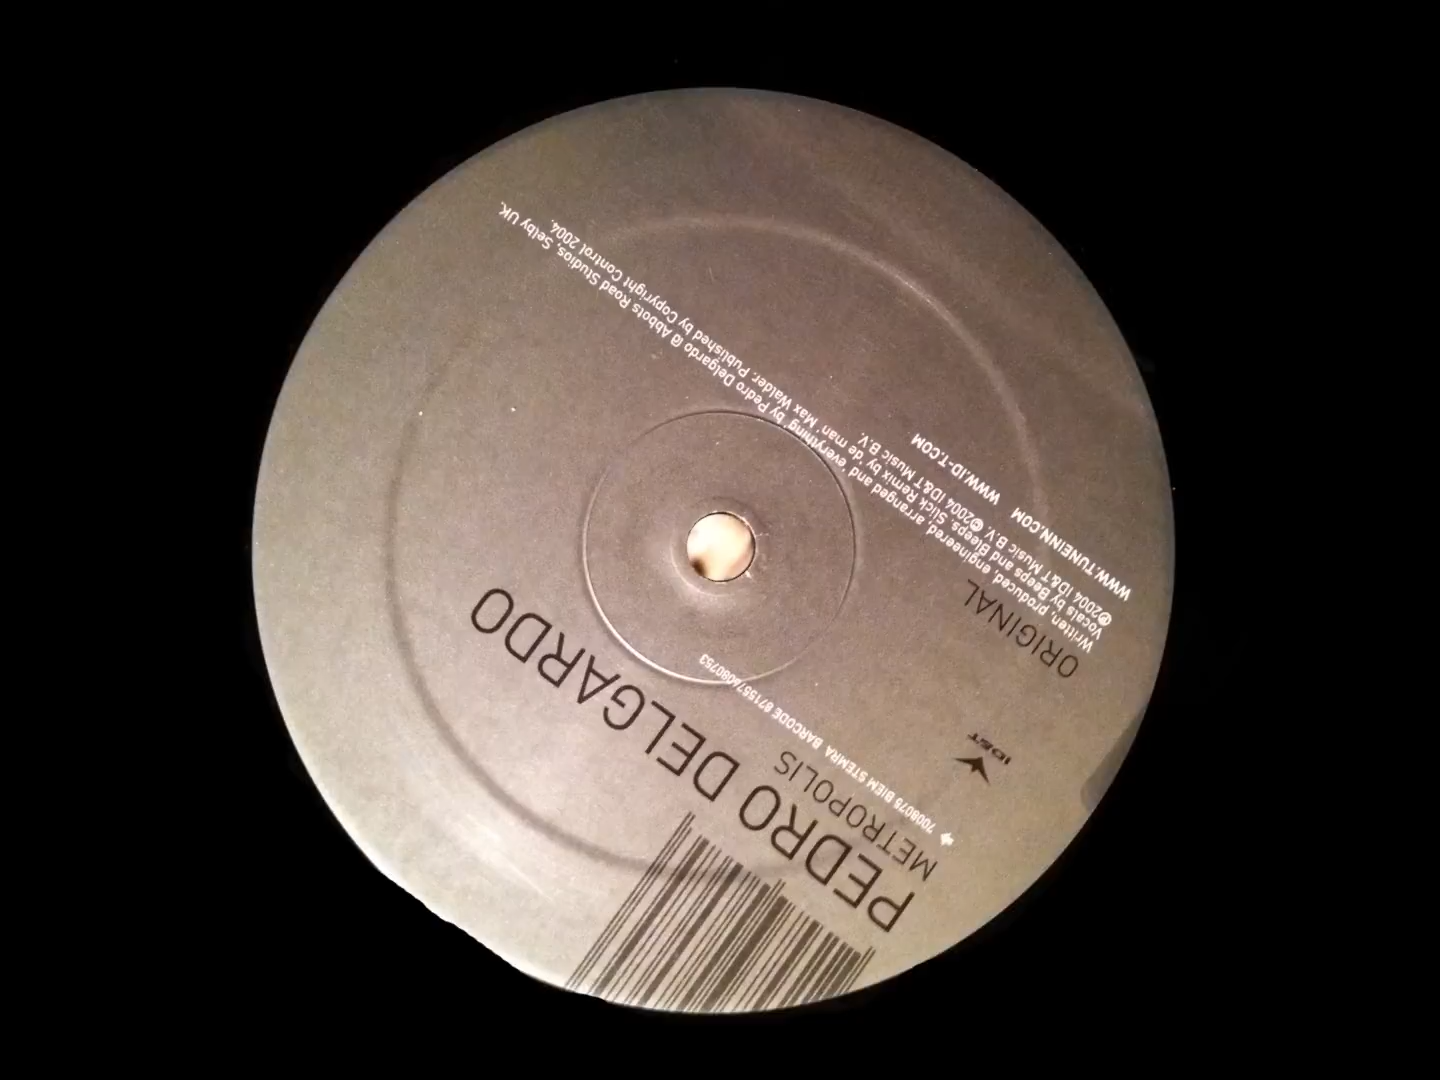 PEDRO DELGARDO
METROPOLIS
7008075 BIEM STEMRA BARCODE 8715576080753
ID&T
ORIGINAL
Written, produced, engineered, arranged and 'everything' by Pedro Delgardo @ Abbots Road Studios, Selby UK.
Vocals by Beeps and Bleeps. Slick Remix by 'de man' Max Walder. Published by Copyright Control 2004.
℗2004 ID&T Music B.V. ©2004 ID&T Music B.V.
WWW.TUNEINN.COM WWW.ID-T.COM